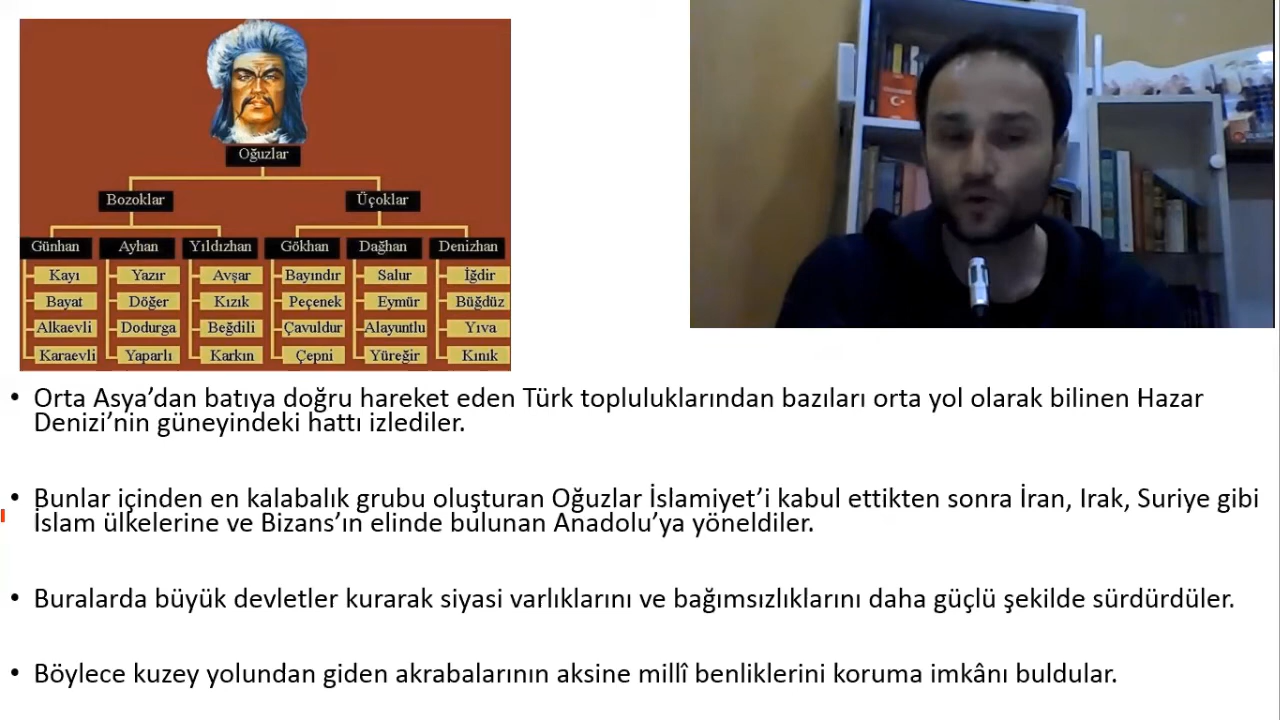 Oğuzlar
Bozoklar Üçoklar
Günhan Ayhan Yıldızhan Gökhan Dağhan Denizhan
Kayı Yazır Avşar Bayındır Salur İğdir
Bayat Döğer Kızık Peçenek Eymür Büğdüz
Alkaevli Dodurga Beğdili Çavuldur Alayuntlu Yıva
Karaevli Yaparlı Karkın Çepni Yüreğir Kınık
• Orta Asya’dan batıya doğru hareket eden Türk topluluklarından bazıları orta yol olarak bilinen Hazar
Denizi’nin güneyindeki hattı izlediler.
• Bunlar içinden en kalabalık grubu oluşturan Oğuzlar İslamiyet’i kabul ettikten sonra İran, Irak, Suriye gibi
İslam ülkelerine ve Bizans’ın elinde bulunan Anadolu’ya yöneldiler.
• Buralarda büyük devletler kurarak siyasi varlıklarını ve bağımsızlıklarını daha güçlü şekilde sürdürdüler.
• Böylece kuzey yolundan giden akrabalarının aksine millî benliklerini koruma imkânı buldular.